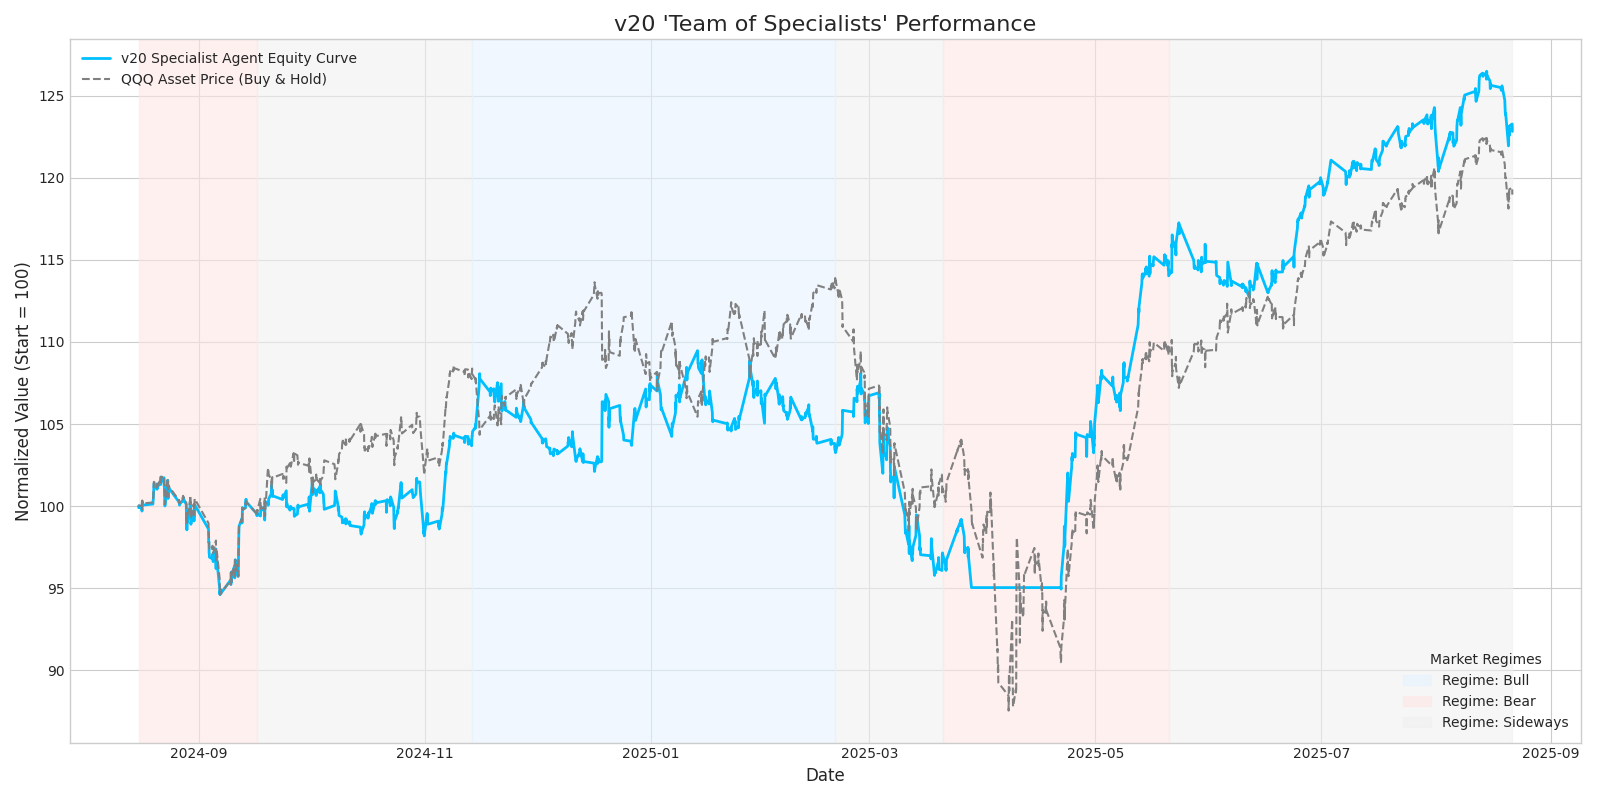 v20 'Team of Specialists' Performance
v20 Specialist Agent Equity Curve
QQQ Asset Price (Buy & Hold)
Normalized Value (Start = 100)
125
120
115
110
105
100
95
90
Market Regimes
Regime: Bull
Regime: Bear
Regime: Sideways
2024-09
2024-11
2025-01
2025-03
2025-05
2025-07
2025-09
Date